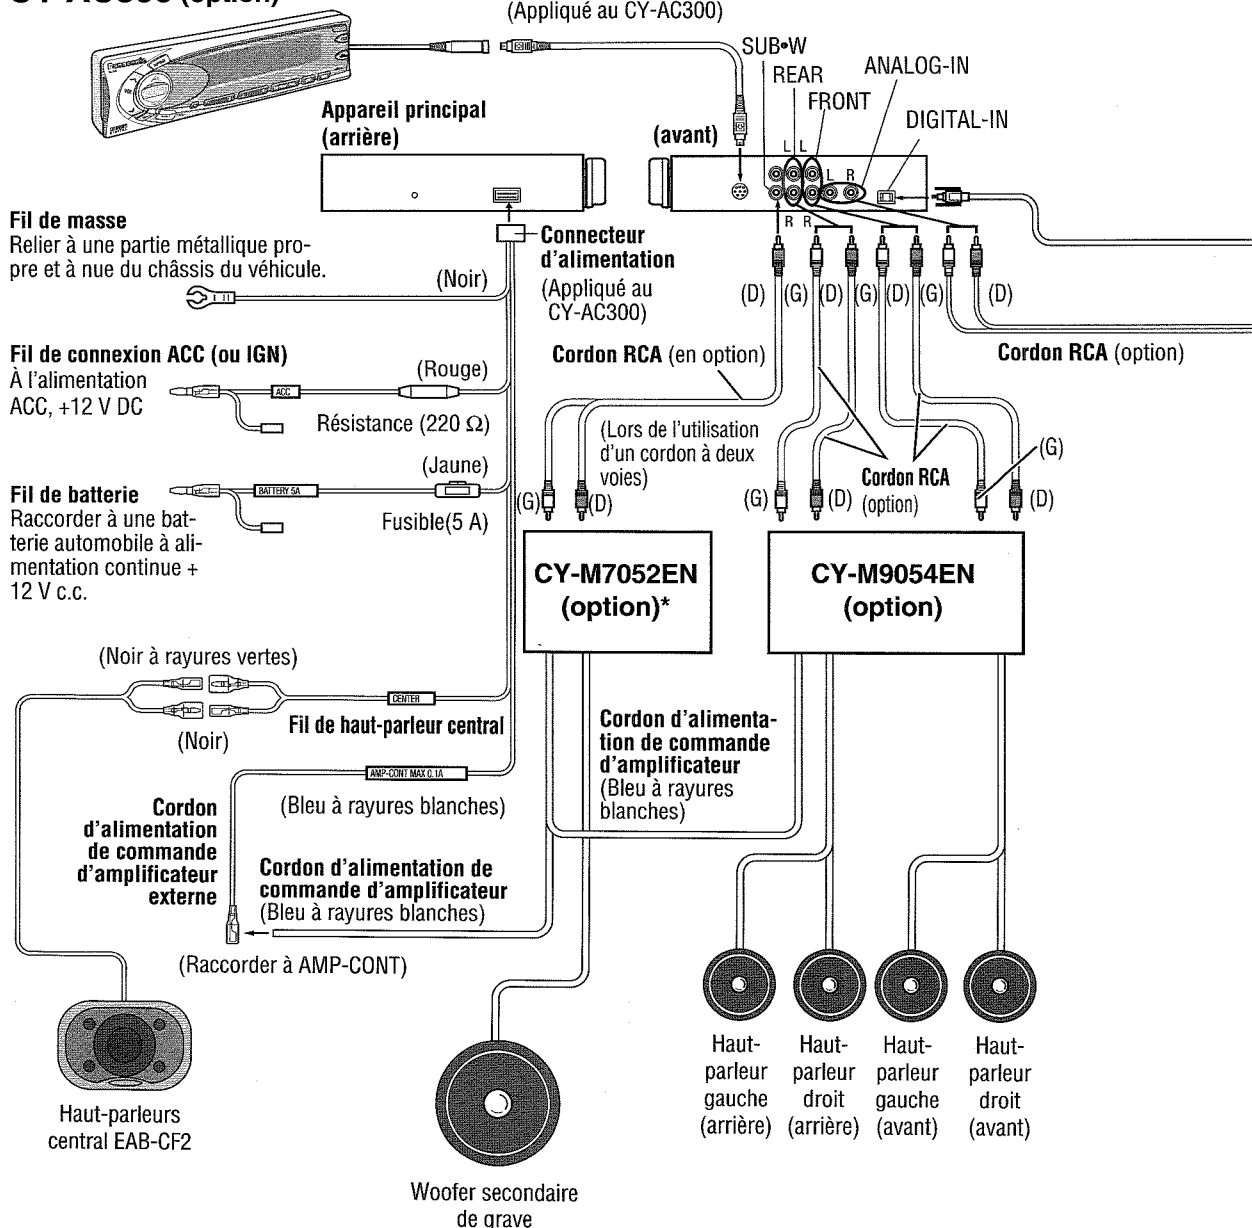 (option)
(Appliqué au CY-AC300)
Panasonic
SUB•W
REAR
FRONT
ANALOG-IN
DIGITAL-IN
Appareil principal
(arrière)
(avant)
L L
L R
R R
Fil de masse
Relier à une partie métallique pro-
pre et à nue du châssis du véhicule.
(Noir)
Connecteur
d'alimentation
(Appliqué au
CY-AC300)
(D) (G) (D) (G) (D) (G) (D)
Fil de connexion ACC (ou IGN)
À l'alimentation
ACC, +12 V DC
ACC
(Rouge)
Résistance (220 Ω)
Cordon RCA (en option)
Cordon RCA (option)
(Lors de l'utilisation
d'un cordon à deux
voies)
Cordon RCA
(option)
(G)
Fil de batterie
Raccorder à une bat-
terie automobile à ali-
mentation continue +
12 V c.c.
BATTERY 5A
(Jaune)
Fusible(5 A)
(G) (D)
(G) (D) (D)
CY-M7052EN
(option)*
CY-M9054EN
(option)
(Noir à rayures vertes)
CENTER
(Noir)
Fil de haut-parleur central
AMP-CONT MAX 0.1A
(Bleu à rayures blanches)
Cordon d'alimenta-
tion de commande
d'amplificateur
(Bleu à rayures
blanches)
Cordon
d'alimentation
de commande
d'amplificateur
externe
Cordon d'alimentation de
commande d'amplificateur
(Bleu à rayures blanches)
(Raccorder à AMP-CONT)
Haut-parleurs
central EAB-CF2
Woofer secondaire
de grave
Haut-
parleur
gauche
(arrière)
Haut-
parleur
droit
(arrière)
Haut-
parleur
gauche
(avant)
Haut-
parleur
droit
(avant)